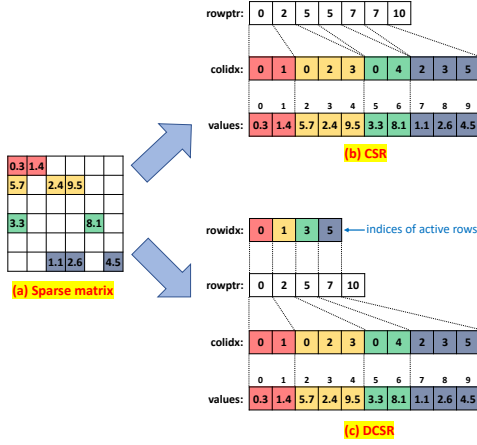 rowptr: 0 2 5 5 7 7 10
colidx: 0 1 0 2 3 0 4 2 3 5
0 1 2 3 4 5 6 7 8 9
values: 0.3 1.4 5.7 2.4 9.5 3.3 8.1 1.1 2.6 4.5
(b) CSR
0.3 1.4
5.7 2.4 9.5
3.3 8.1
1.1 2.6 4.5
(a) Sparse matrix
rowidx: 0 1 3 5 indices of active rows
rowptr: 0 2 5 7 10
colidx: 0 1 0 2 3 0 4 2 3 5
0 1 2 3 4 5 6 7 8 9
values: 0.3 1.4 5.7 2.4 9.5 3.3 8.1 1.1 2.6 4.5
(c) DCSR